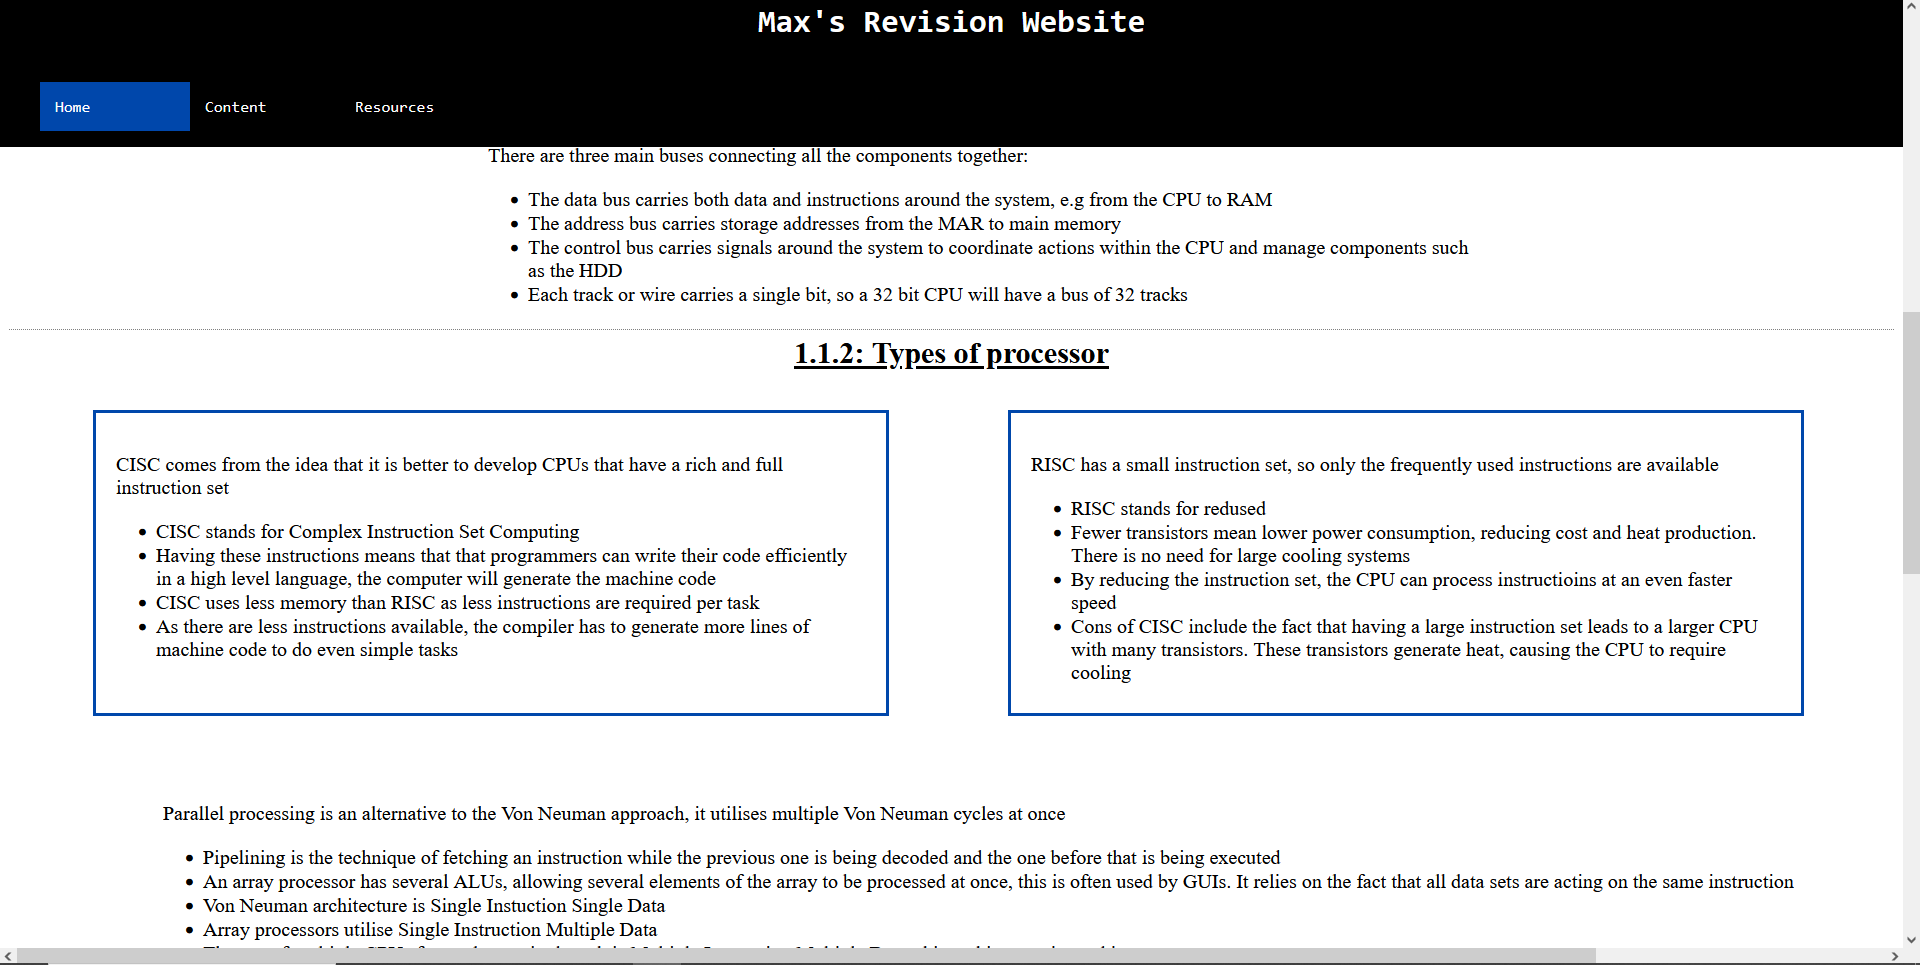 Max's Revision Website
Home
Content
Resources
There are three main buses connecting all the components together:
The data bus carries both data and instructions around the system, e.g from the CPU to RAM
The address bus carries storage addresses from the MAR to main memory
The control bus carries signals around the system to coordinate actions within the CPU and manage components such
as the HDD
Each track or wire carries a single bit, so a 32 bit CPU will have a bus of 32 tracks
1.1.2: Types of processor
CISC comes from the idea that it is better to develop CPUs that have a rich and full
instruction set
CISC stands for Complex Instruction Set Computing
Having these instructions means that that programmers can write their code efficiently
in a high level language, the computer will generate the machine code
CISC uses less memory than RISC as less instructions are required per task
As there are less instructions available, the compiler has to generate more lines of
machine code to do even simple tasks
RISC has a small instruction set, so only the frequently used instructions are available
RISC stands for redused
Fewer transistors mean lower power consumption, reducing cost and heat production.
There is no need for large cooling systems
By reducing the instruction set, the CPU can process instructioins at an even faster
speed
Cons of CISC include the fact that having a large instruction set leads to a larger CPU
with many transistors. These transistors generate heat, causing the CPU to require
cooling
Parallel processing is an alternative to the Von Neuman approach, it utilises multiple Von Neuman cycles at once
Pipelining is the technique of fetching an instruction while the previous one is being decoded and the one before that is being executed
An array processor has several ALUs, allowing several elements of the array to be processed at once, this is often used by GUIs. It relies on the fact that all data sets are acting on the same instruction
Von Neuman architecture is Single Instuction Single Data
Array processors utilise Single Instruction Multiple Data